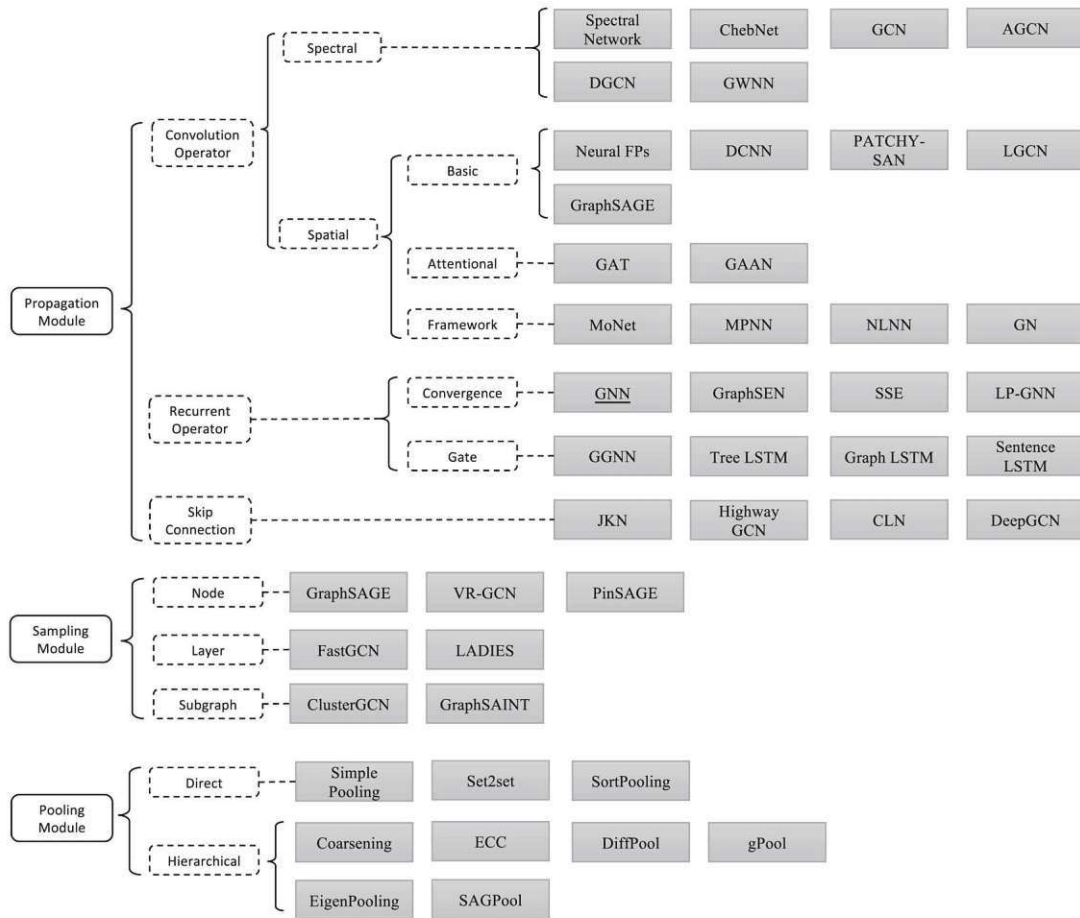 Spectral
Network
ChebNet
GCN
AGCN
Spectral
DGCN
GWNN
Convolution
Operator
Neural FPs
DCNN
PATCHY-
SAN
LGCN
Basic
GraphSAGE
Spatial
Attentional
GAT
GAAN
Propagation
Module
Framework
MoNet
MPNN
NLNN
GN
Convergence
GNN
GraphSEN
SSE
LP-GNN
Recurrent
Operator
Gate
GGNN
Tree LSTM
Graph LSTM
Sentence
LSTM
Skip
Connection
JKN
Highway
GCN
CLN
DeepGCN
Node
GraphSAGE
VR-GCN
PinSAGE
Sampling
Module
Layer
FastGCN
LADIES
Subgraph
ClusterGCN
GraphSAINT
Direct
Simple
Pooling
Set2set
SortPooling
Pooling
Module
Hierarchical
Coarsening
ECC
DiffPool
gPool
EigenPooling
SAGPool